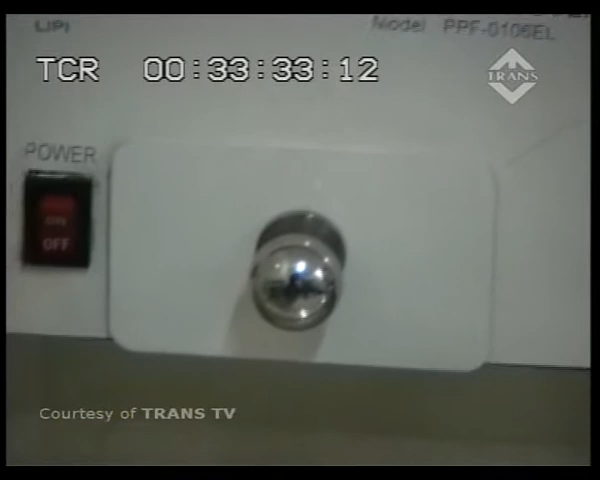 LIPI
Model PPF-0106EL
TCR 00:33:33:12
TRANS
POWER
ON
OFF
Courtesy of TRANS TV